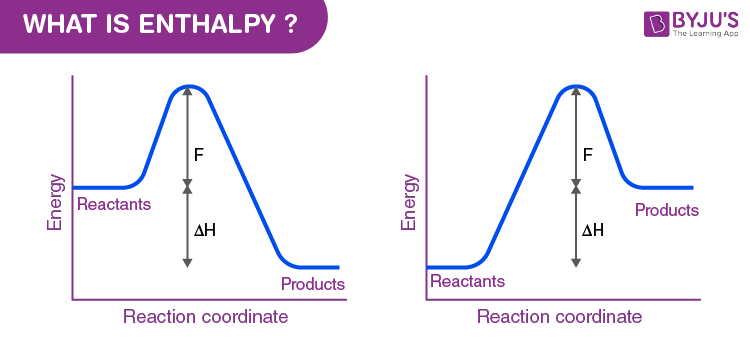 WHAT IS ENTHALPY ?
BYJU'S
The Learning App
Energy
F
Reactants
ΔH
Products
Reaction coordinate
Energy
F
Products
ΔH
Reactants
Reaction coordinate